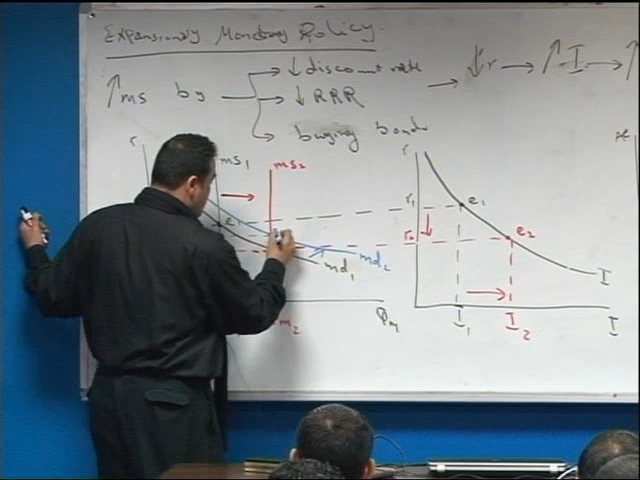 Expansionary Monetary Policy.
↓ discount rate
↑ ms by → ↓ RRR → ↓r → ↑ I → ↑
buying bonds
r ms₁ ms₂ r
r₁ e₁
e₁
r₂ e₂
md₂
md₁ I
m₂ Qm I₁ I₂ I